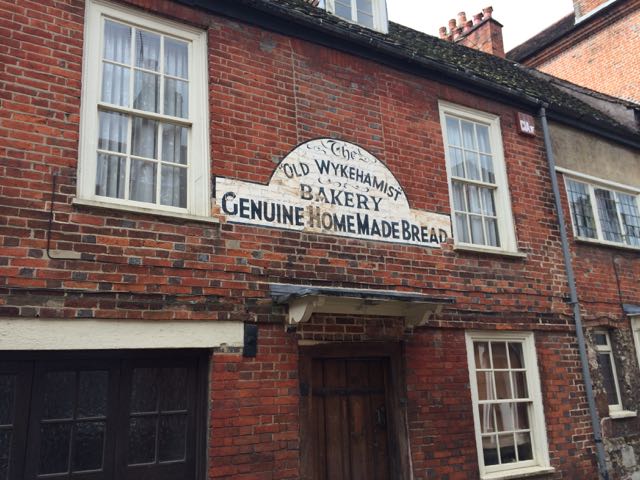 The
OLD WYKEHAMIST
BAKERY
GENUINE HOME MADE BREAD